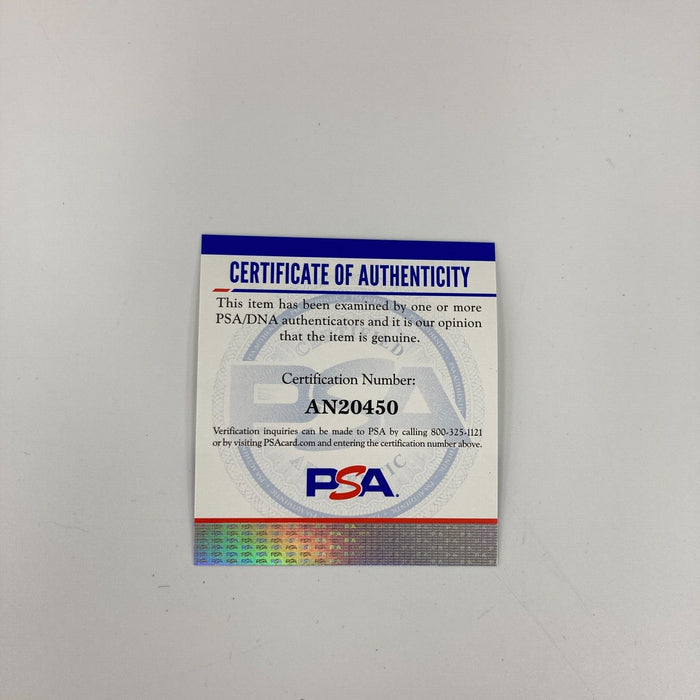 CERTIFICATE OF AUTHENTICITY
This item has been examined by one or more
PSA/DNA authenticators and it is our opinion
that the item is genuine.
Certification Number:
AN20450
Verification inquiries can be made to PSA by calling 800-325-1121
or by visiting PSAcard.com and entering the certification number above.
PSA.